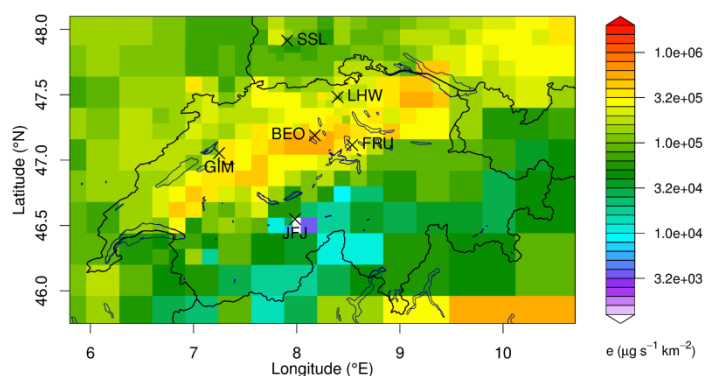 48.0
47.5
47.0
46.5
46.0
Latitude (°N)
6
7
8
9
10
Longitude (°E)
SSL
LHW
BEO
FRU
GIM
JFJ
1.0e+06
3.2e+05
1.0e+05
3.2e+04
1.0e+04
3.2e+03
e (μg s⁻¹ km⁻²)